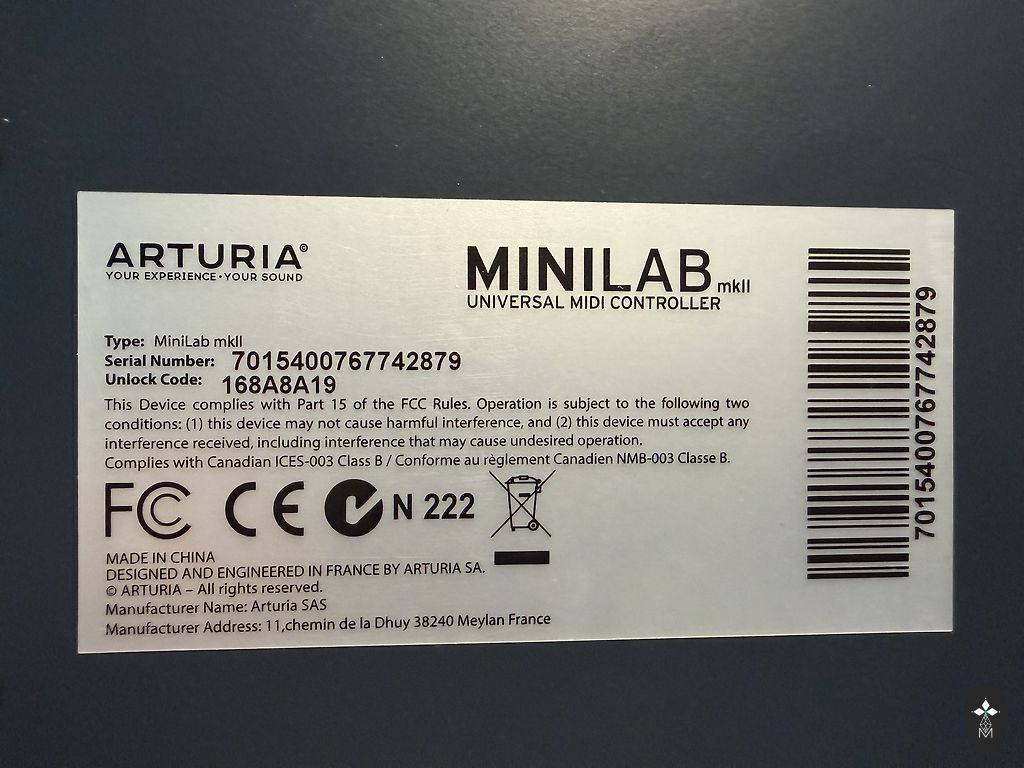 ARTURIA©
YOUR EXPERIENCE • YOUR SOUND
MINILAB mkII
UNIVERSAL MIDI CONTROLLER
Type: MiniLab mkII
Serial Number: 7015400767742879
Unlock Code: 168A8A19
This Device complies with Part 15 of the FCC Rules. Operation is subject to the following two
conditions: (1) this device may not cause harmful interference, and (2) this device must accept any
interference received, including interference that may cause undesired operation.
Complies with Canadian ICES-003 Class B / Conforme au règlement Canadien NMB-003 Classe B.
FC CE N 222
MADE IN CHINA
DESIGNED AND ENGINEERED IN FRANCE BY ARTURIA SA.
© ARTURIA – All rights reserved.
Manufacturer Name: Arturia SAS
Manufacturer Address: 11,chemin de la Dhuy 38240 Meylan France
7015400767742879
M